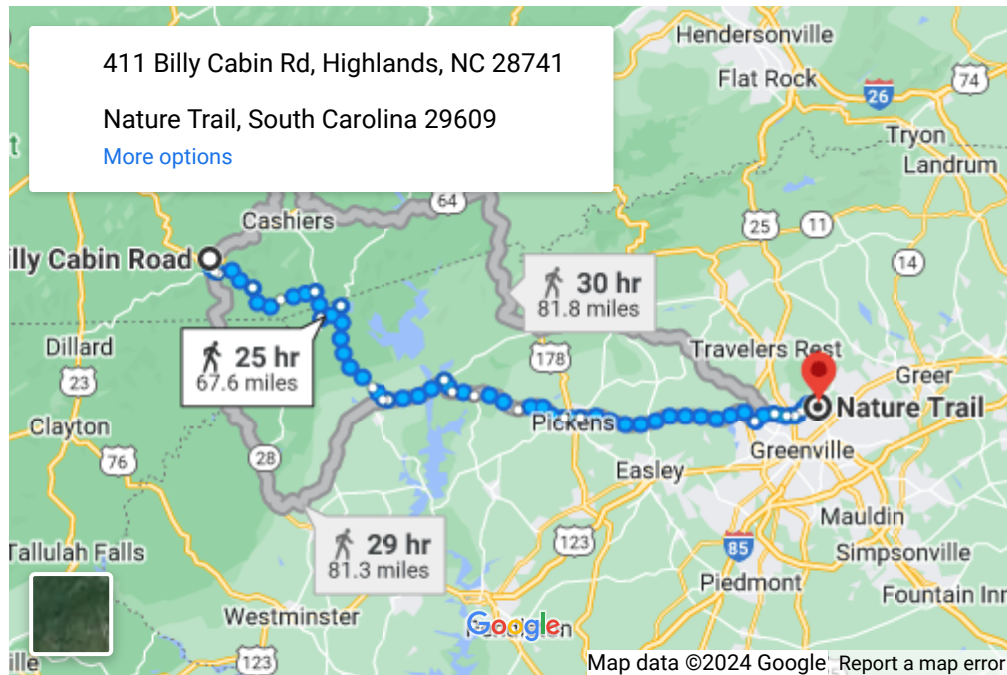 411 Billy Cabin Rd, Highlands, NC 28741
Nature Trail, South Carolina 29609
More options
Hendersonville
Flat Rock
74
26
Tryon
Landrum
64
Cashiers
25
11
illy Cabin Road
14
30 hr
81.8 miles
Dillard
25 hr
67.6 miles
178
Travelers Rest
23
Greer
Nature Trail
Clayton
Pickens
Greenville
28
76
Easley
Mauldin
29 hr
81.3 miles
123
85
Simpsonville
Tallulah Falls
Piedmont
Fountain Inn
Westminster
Google
123
ille
Map data ©2024 Google
Report a map error